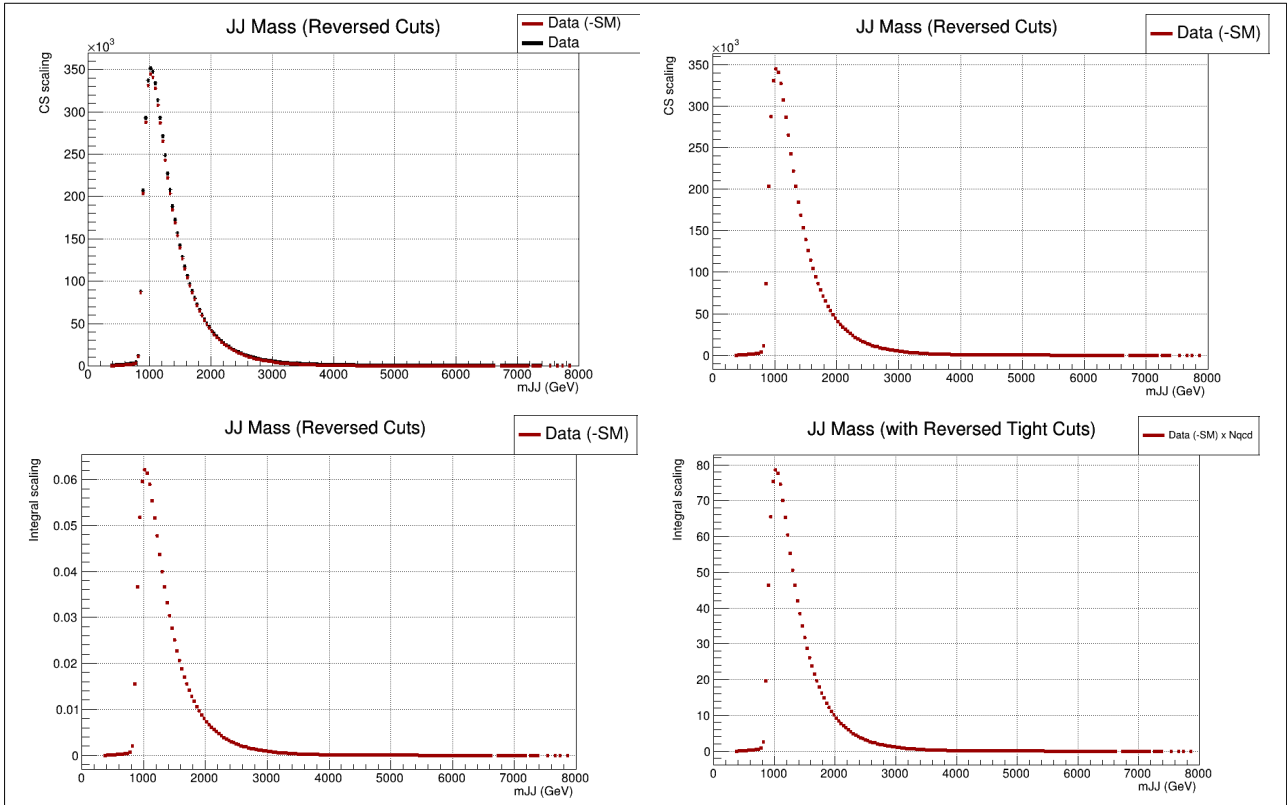 JJ Mass (Reversed Cuts)
Data (-SM)
Data
×10³
CS scaling
350
300
250
200
150
100
50
0
0 1000 2000 3000 4000 5000 6000 7000 8000
mJJ (GeV)
JJ Mass (Reversed Cuts)
Data (-SM)
×10³
CS scaling
350
300
250
200
150
100
50
0
0 1000 2000 3000 4000 5000 6000 7000 8000
mJJ (GeV)
JJ Mass (Reversed Cuts)
Data (-SM)
Integral scaling
0.06
0.05
0.04
0.03
0.02
0.01
0
0 1000 2000 3000 4000 5000 6000 7000 8000
mJJ (GeV)
JJ Mass (with Reversed Tight Cuts)
Data (-SM) x Nqcd
Integral scaling
80
70
60
50
40
30
20
10
0
0 1000 2000 3000 4000 5000 6000 7000 8000
mJJ (GeV)